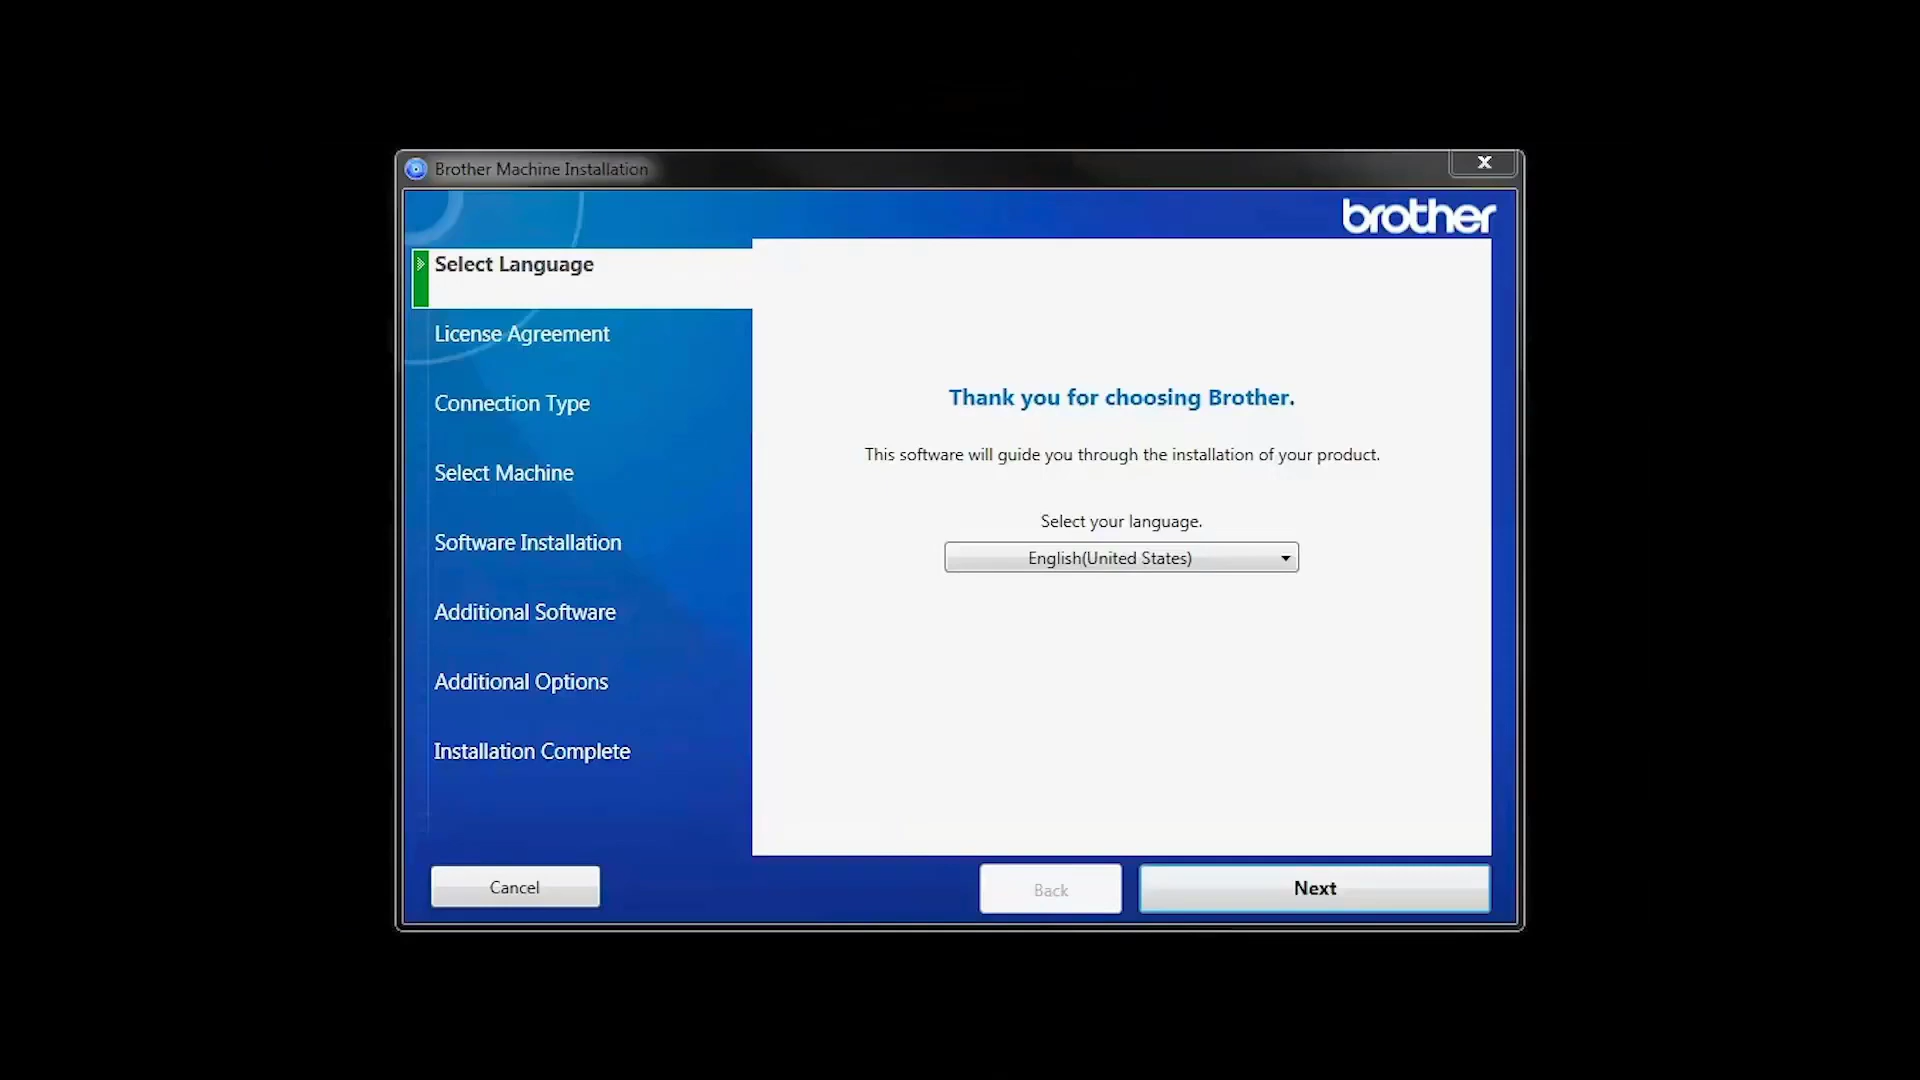 Brother Machine Installation
X
brother
Select Language
License Agreement
Connection Type
Select Machine
Software Installation
Additional Software
Additional Options
Installation Complete
Thank you for choosing Brother.
This software will guide you through the installation of your product.
Select your language.
English(United States)
Cancel
Back
Next